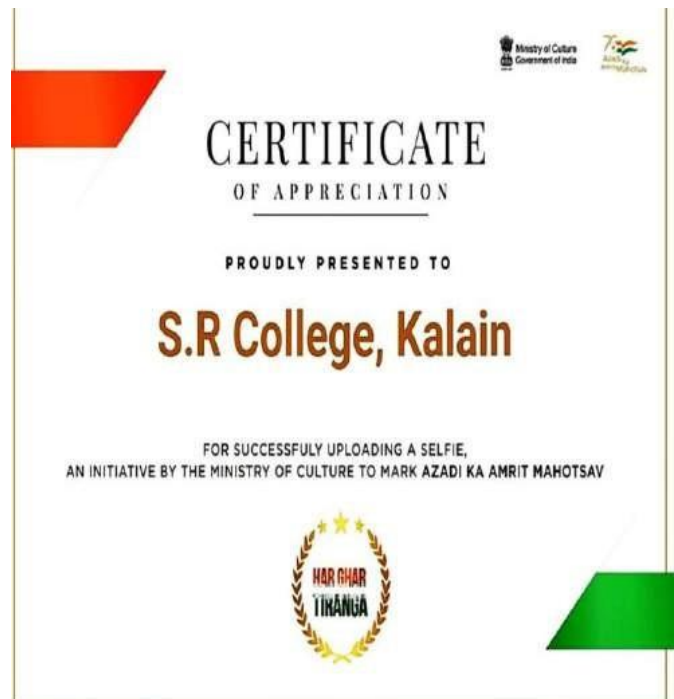 Ministry of Culture
Government of India
CERTIFICATE
OF APPRECIATION
PROUDLY PRESENTED TO
S.R College, Kalain
FOR SUCCESSFULY UPLOADING A SELFIE,
AN INITIATIVE BY THE MINISTRY OF CULTURE TO MARK AZADI KA AMRIT MAHOTSAV
HAR GHAR
TIRANGA